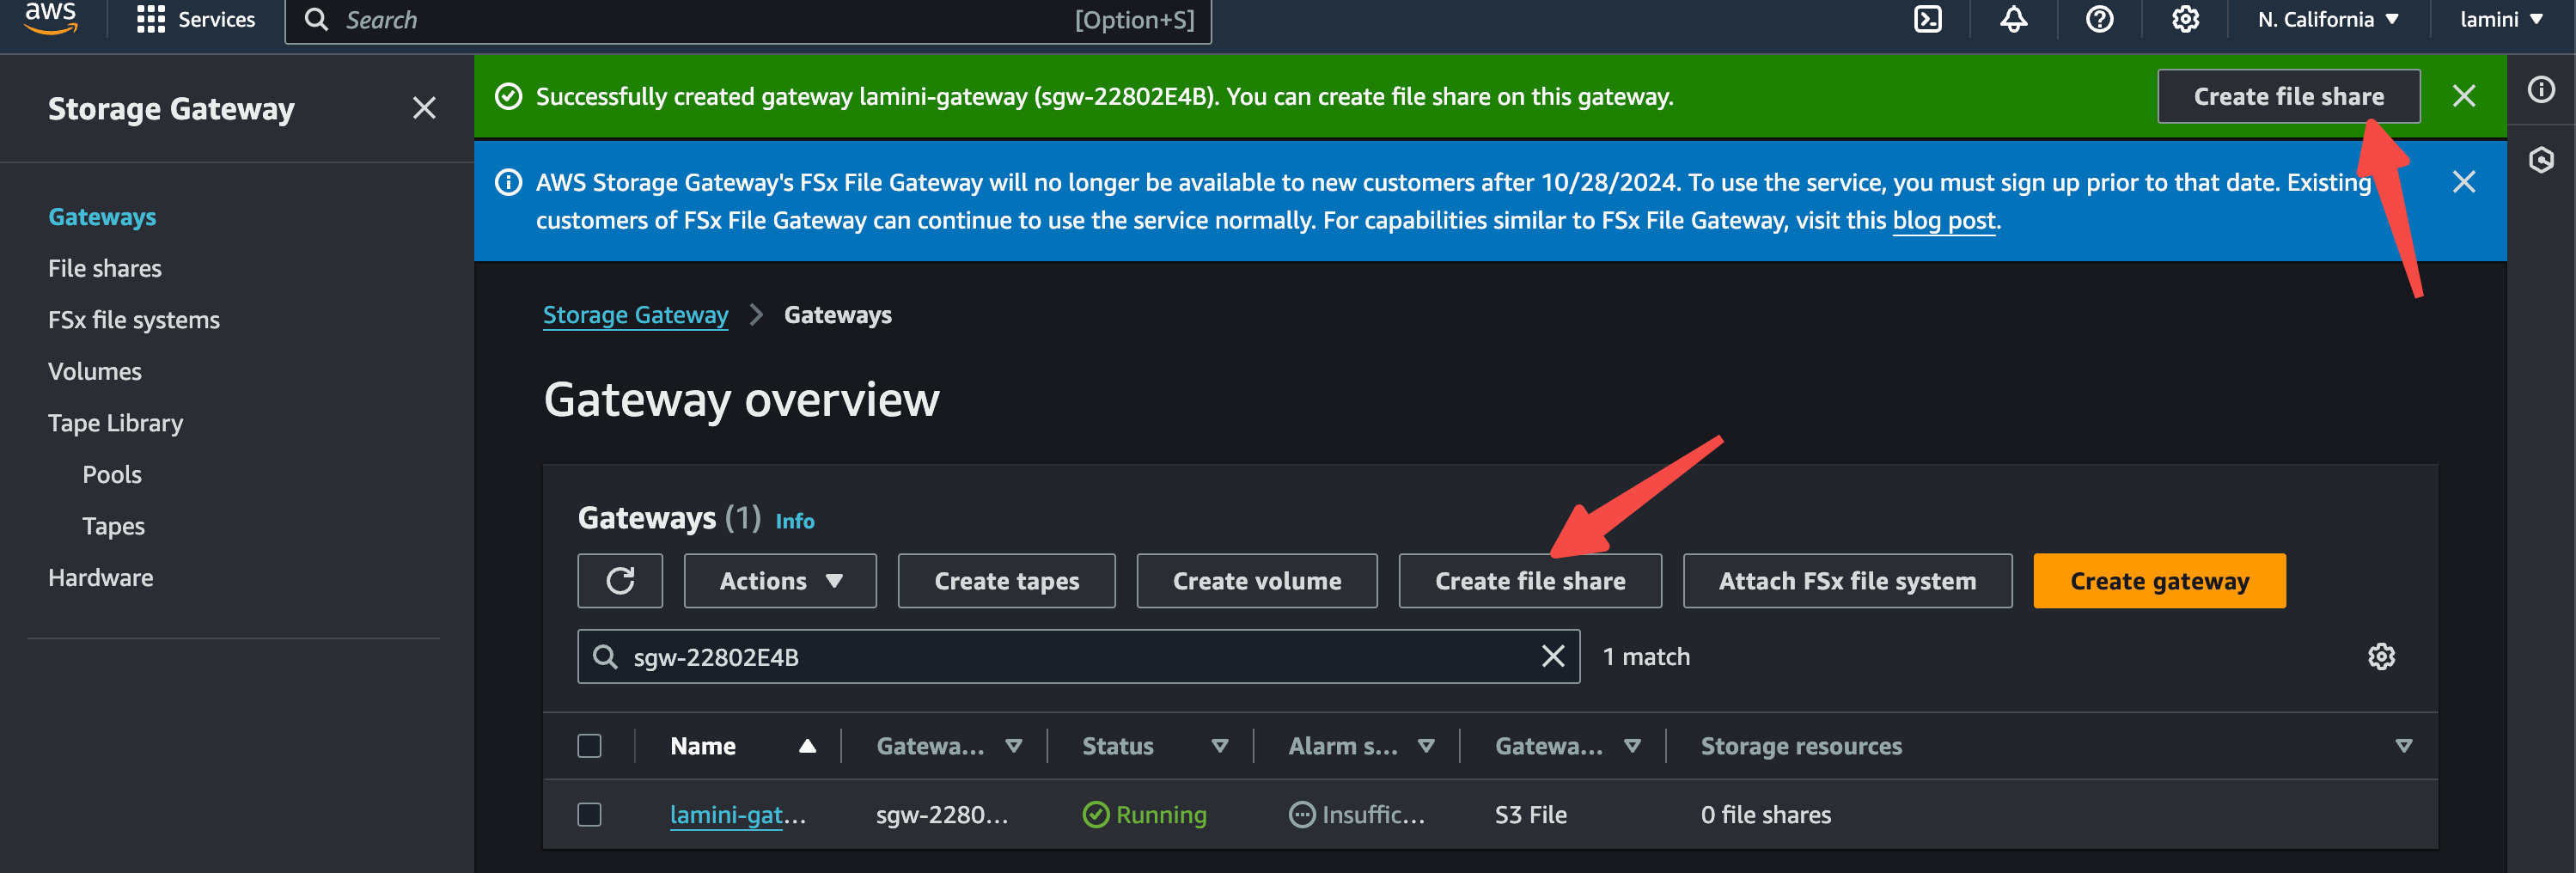 aws
Services
Search
[Option+S]
N. California
lamini
Storage Gateway
Gateways
File shares
FSx file systems
Volumes
Tape Library
Pools
Tapes
Hardware
Successfully created gateway lamini-gateway (sgw-22802E4B). You can create file share on this gateway.
Create file share
AWS Storage Gateway's FSx File Gateway will no longer be available to new customers after 10/28/2024. To use the service, you must sign up prior to that date. Existing
customers of FSx File Gateway can continue to use the service normally. For capabilities similar to FSx File Gateway, visit this blog post.
Storage Gateway > Gateways
Gateway overview
Gateways (1) Info
Actions
Create tapes
Create volume
Create file share
Attach FSx file system
Create gateway
sgw-22802E4B
1 match
Name
Gatewa...
Status
Alarm s...
Gatewa...
Storage resources
lamini-gat...
sgw-2280...
Running
Insuffic...
S3 File
0 file shares